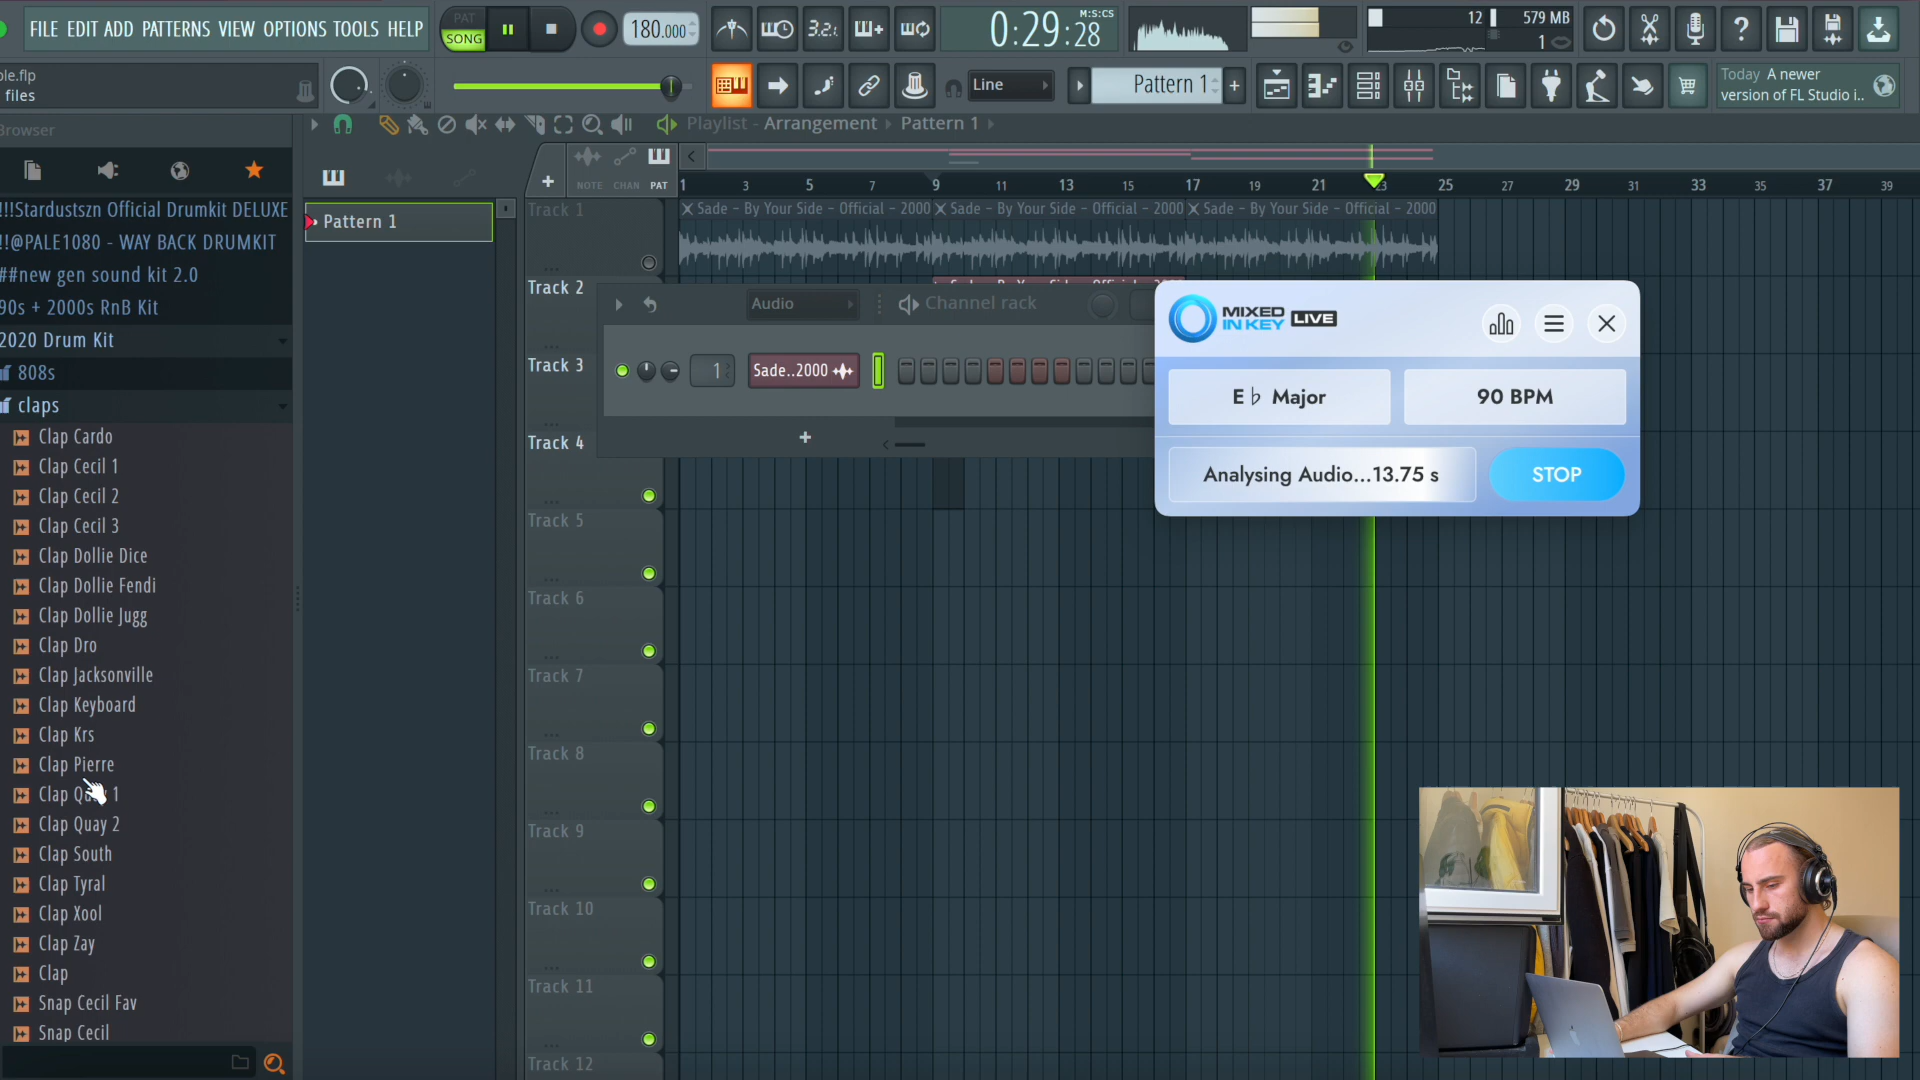 FILE EDIT ADD PATTERNS VIEW OPTIONS TOOLS HELP
PAT
SONG
180.000
3.2.
0:29:28
M:S:CS
12
579 MB
1
ple.flp
files
Line
Pattern 1
Today A newer
version of FL Studio i..
Browser
Playlist - Arrangement
Pattern 1
NOTE CHAN PAT
1 3 5 7 9 11 13 15 17 19 21 23 25 27 29 31 33 35 37 39
!!!Stardustszn Official Drumkit DELUXE
!!@PALE1080 - WAY BACK DRUMKIT
##new gen sound kit 2.0
90s + 2000s RnB Kit
2020 Drum Kit
808s
claps
Clap Cardo
Clap Cecil 1
Clap Cecil 2
Clap Cecil 3
Clap Dollie Dice
Clap Dollie Fendi
Clap Dollie Jugg
Clap Dro
Clap Jacksonville
Clap Keyboard
Clap Krs
Clap Pierre
Clap Quay 1
Clap Quay 2
Clap South
Clap Tyral
Clap Xool
Clap Zay
Clap
Snap Cecil Fav
Snap Cecil
Pattern 1
Track 1
Sade - By Your Side - Official - 2000
Sade - By Your Side - Official - 2000
Sade - By Your Side - Official - 2000
Track 2
Track 3
Track 4
Track 5
Track 6
Track 7
Track 8
Track 9
Track 10
Track 11
Track 12
Audio
Channel rack
1
Sade..2000
MIXED
IN KEY LIVE
E♭ Major
90 BPM
Analysing Audio...13.75 s
STOP